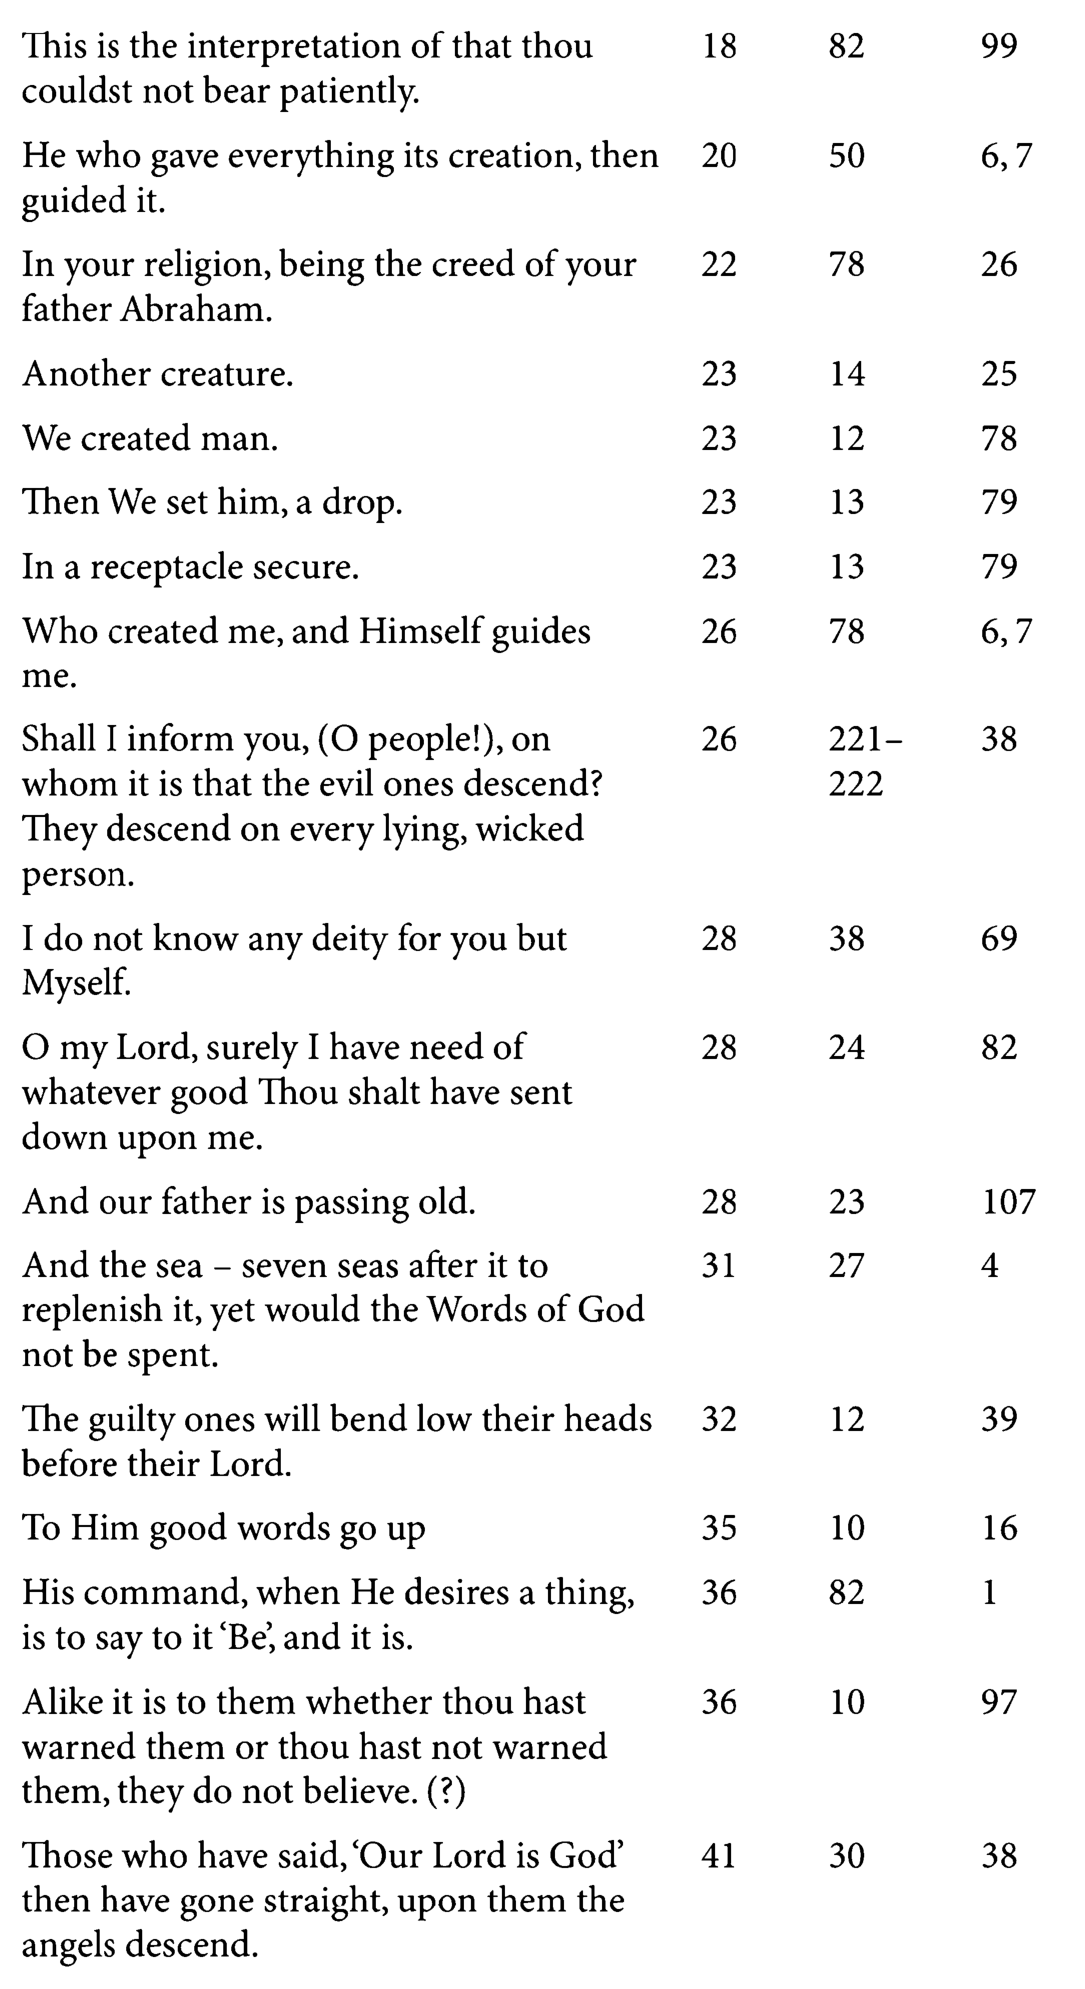 This is the interpretation of that thou 18 82 99
couldst not bear patiently.
He who gave everything its creation, then 20 50 6, 7
guided it.
In your religion, being the creed of your 22 78 26
father Abraham.
Another creature. 23 14 25
We created man. 23 12 78
Then We set him, a drop. 23 13 79
In a receptacle secure. 23 13 79
Who created me, and Himself guides 26 78 6, 7
me.
Shall I inform you, (O people!), on 26 221– 38
whom it is that the evil ones descend? 222
They descend on every lying, wicked
person.
I do not know any deity for you but 28 38 69
Myself.
O my Lord, surely I have need of 28 24 82
whatever good Thou shalt have sent
down upon me.
And our father is passing old. 28 23 107
And the sea – seven seas after it to 31 27 4
replenish it, yet would the Words of God
not be spent.
The guilty ones will bend low their heads 32 12 39
before their Lord.
To Him good words go up 35 10 16
His command, when He desires a thing, 36 82 1
is to say to it ‘Be’, and it is.
Alike it is to them whether thou hast 36 10 97
warned them or thou hast not warned
them, they do not believe. (?)
Those who have said, ‘Our Lord is God’ 41 30 38
then have gone straight, upon them the
angels descend.